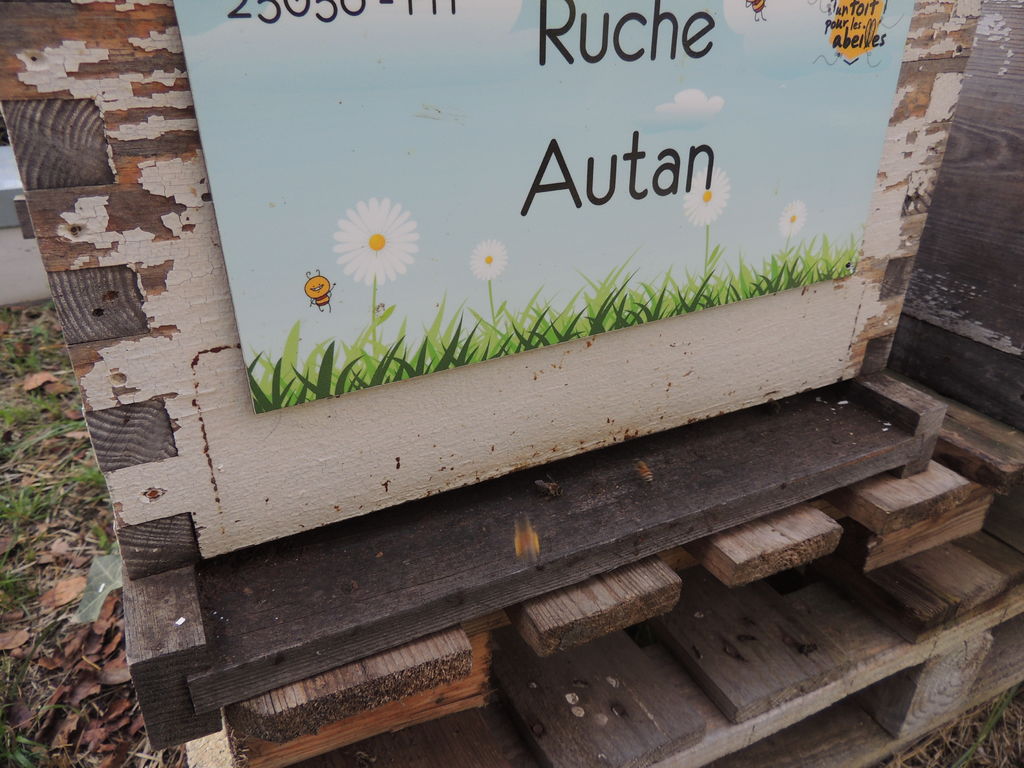 Ruche
Autan
un toit
pour les
abeilles